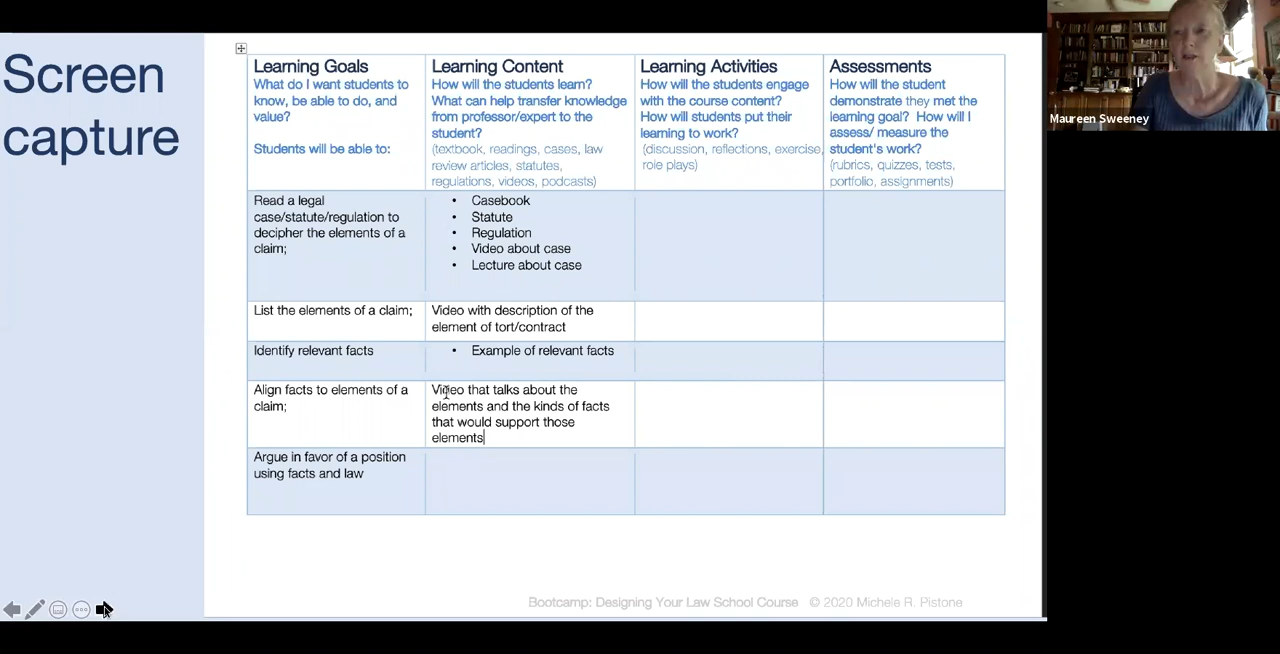 Screen
capture
Learning Goals
What do I want students to
know, be able to do, and
value?
Students will be able to:
Learning Content
How will the students learn?
What can help transfer knowledge
from professor/expert to the
student?
(textbook, readings, cases, law
review articles, statutes,
regulations, videos, podcasts)
Learning Activities
How will the students engage
with the course content?
How will students put their
learning to work?
(discussion, reflections, exercise,
role plays)
Assessments
How will the student
demonstrate they met the
learning goal? How will I
assess/ measure the
student's work?
(rubrics, quizzes, tests,
portfolio, assignments)
Read a legal
case/statute/regulation to
decipher the elements of a
claim;
• Casebook
• Statute
• Regulation
• Video about case
• Lecture about case
List the elements of a claim;
Video with description of the
element of tort/contract
Identify relevant facts
• Example of relevant facts
Align facts to elements of a
claim;
Video that talks about the
elements and the kinds of facts
that would support those
elements
Argue in favor of a position
using facts and law
Bootcamp: Designing Your Law School Course © 2020 Michele R. Pistone
Maureen Sweeney